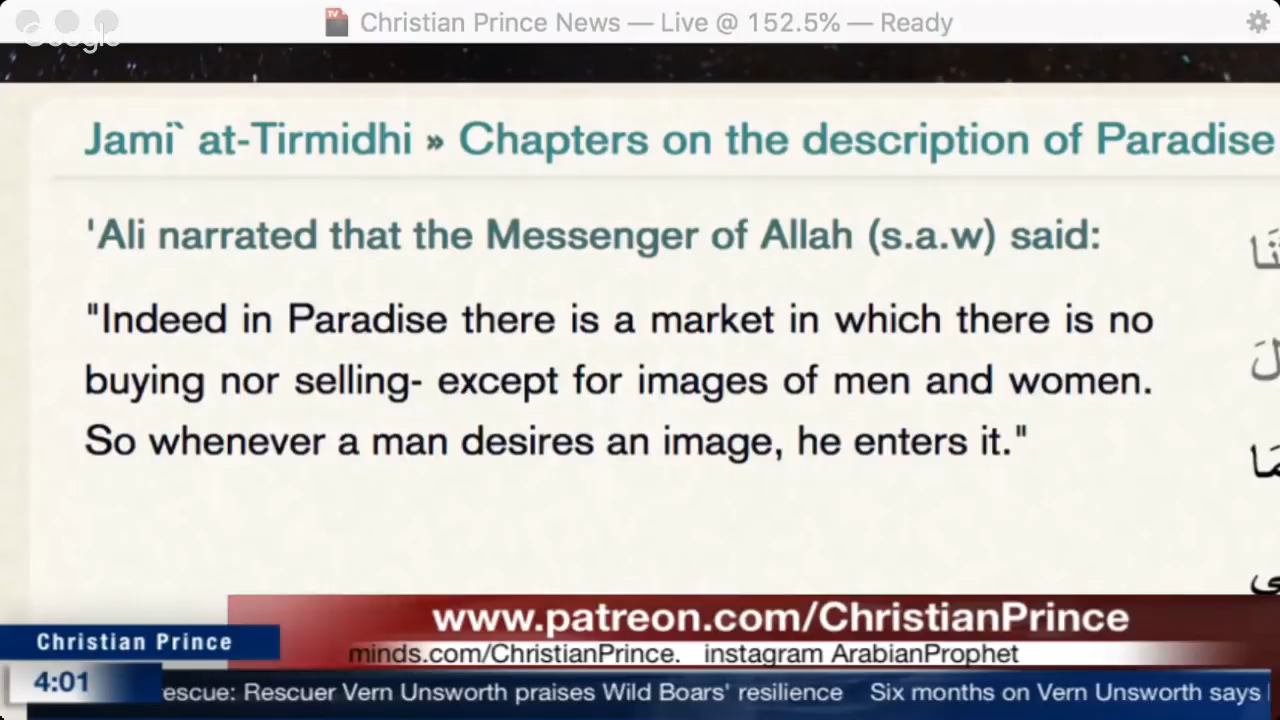 Christian Prince News — Live @ 152.5% — Ready
Google
Jami` at-Tirmidhi » Chapters on the description of Paradise
'Ali narrated that the Messenger of Allah (s.a.w) said:
"Indeed in Paradise there is a market in which there is no
buying nor selling- except for images of men and women.
So whenever a man desires an image, he enters it."
www.patreon.com/ChristianPrince
Christian Prince
minds.com/ChristianPrince. instagram ArabianProphet
4:01
escue: Rescuer Vern Unsworth praises Wild Boars' resilience Six months on Vern Unsworth says